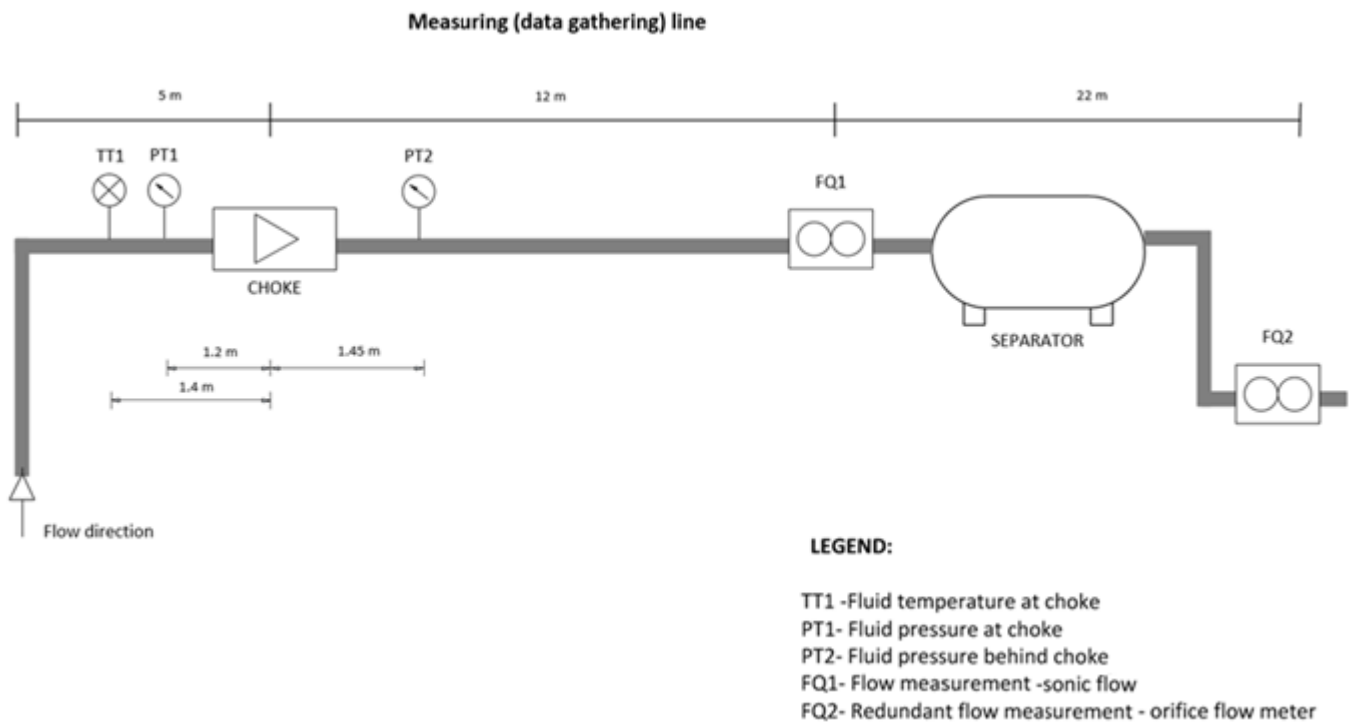 Measuring (data gathering) line
5 m
12 m
22 m
TT1
PT1
PT2
FQ1
CHOKE
SEPARATOR
FQ2
1.2 m
1.45 m
1.4 m
Flow direction
LEGEND:
TT1 -Fluid temperature at choke
PT1- Fluid pressure at choke
PT2- Fluid pressure behind choke
FQ1- Flow measurement -sonic flow
FQ2- Redundant flow measurement - orifice flow meter